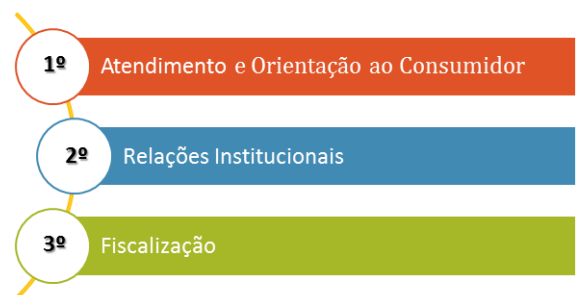 1º Atendimento e Orientação ao Consumidor
2º Relações Institucionais
3º Fiscalização